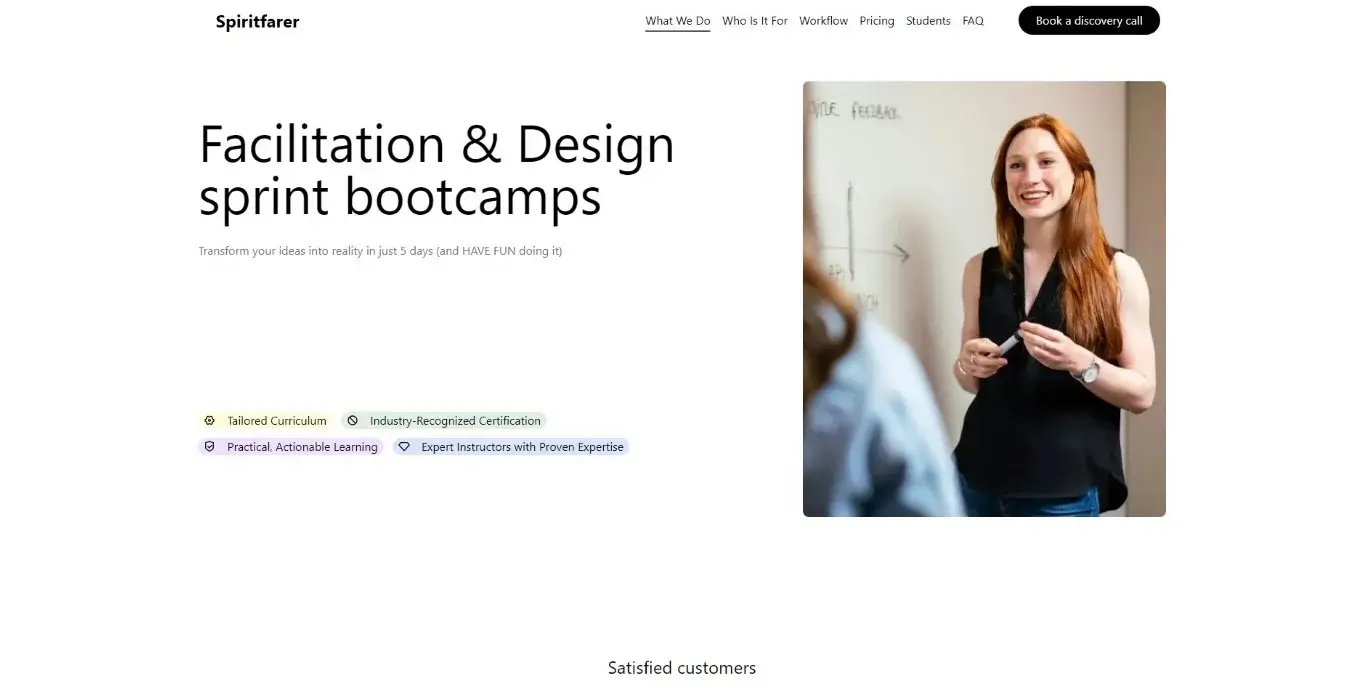 Spiritfarer
What We Do
Who Is It For
Workflow
Pricing
Students
FAQ
Book a discovery call
Facilitation & Design
sprint bootcamps
Transform your ideas into reality in just 5 days (and HAVE FUN doing it)
FEEDBACK
Tailored Curriculum
Industry-Recognized Certification
Practical, Actionable Learning
Expert Instructors with Proven Expertise
Satisfied customers